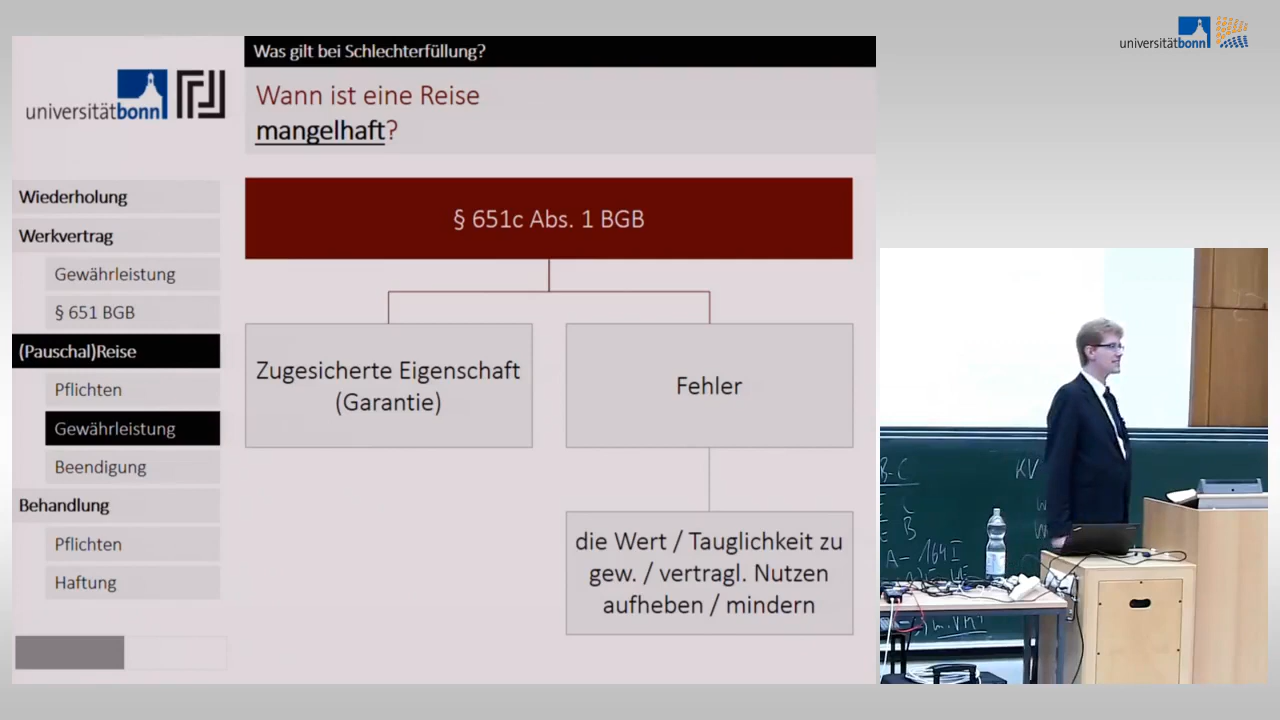 universitätbonn
Was gilt bei Schlechterfüllung?
universitätbonn
Wann ist eine Reise
mangelhaft?
Wiederholung
Werkvertrag
Gewährleistung
§ 651 BGB
(Pauschal)Reise
Pflichten
Gewährleistung
Beendigung
Behandlung
Pflichten
Haftung
§ 651c Abs. 1 BGB
Zugesicherte Eigenschaft
(Garantie)
Fehler
die Wert / Tauglichkeit zu
gew. / vertragl. Nutzen
aufheben / mindern
B-C
KV
E B
A- 164 I